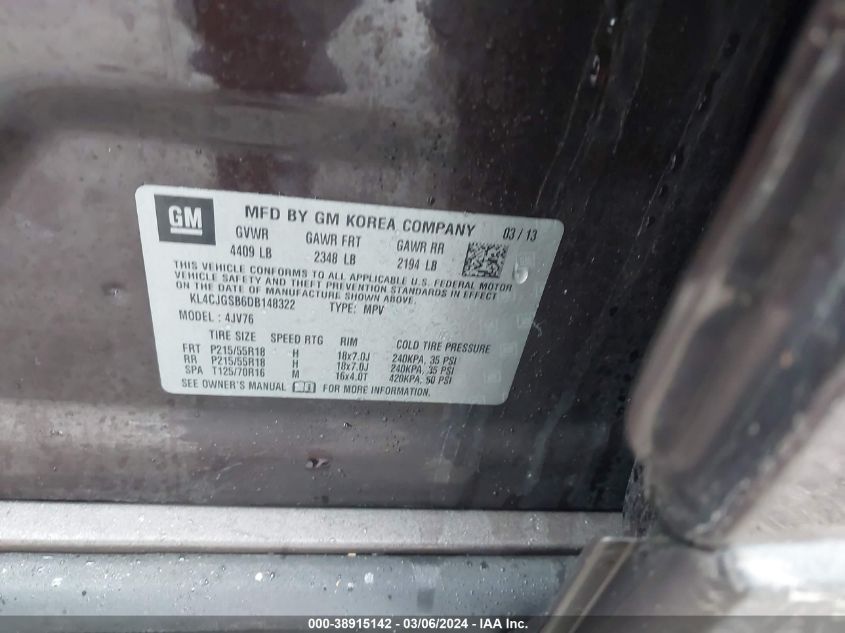 GM
MFD BY GM KOREA COMPANY 03/13
GVWR GAWR FRT GAWR RR
4409 LB 2348 LB 2194 LB
THIS VEHICLE CONFORMS TO ALL APPLICABLE U.S. FEDERAL MOTOR
VEHICLE SAFETY AND THEFT PREVENTION STANDARDS IN EFFECT
ON THE DATE OF MANUFACTURE SHOWN ABOVE.
KL4CJGSB6DB148322 TYPE: MPV
MODEL : 4JV76
TIRE SIZE SPEED RTG RIM COLD TIRE PRESSURE
FRT P215/55R18 H 18x7.0J 240KPA, 35 PSI
RR P215/55R18 H 18x7.0J 240KPA, 35 PSI
SPA T125/70R16 M 16x4.0T 420KPA, 60 PSI
SEE OWNER'S MANUAL FOR MORE INFORMATION.
000-38915142 - 03/06/2024 - IAA Inc.